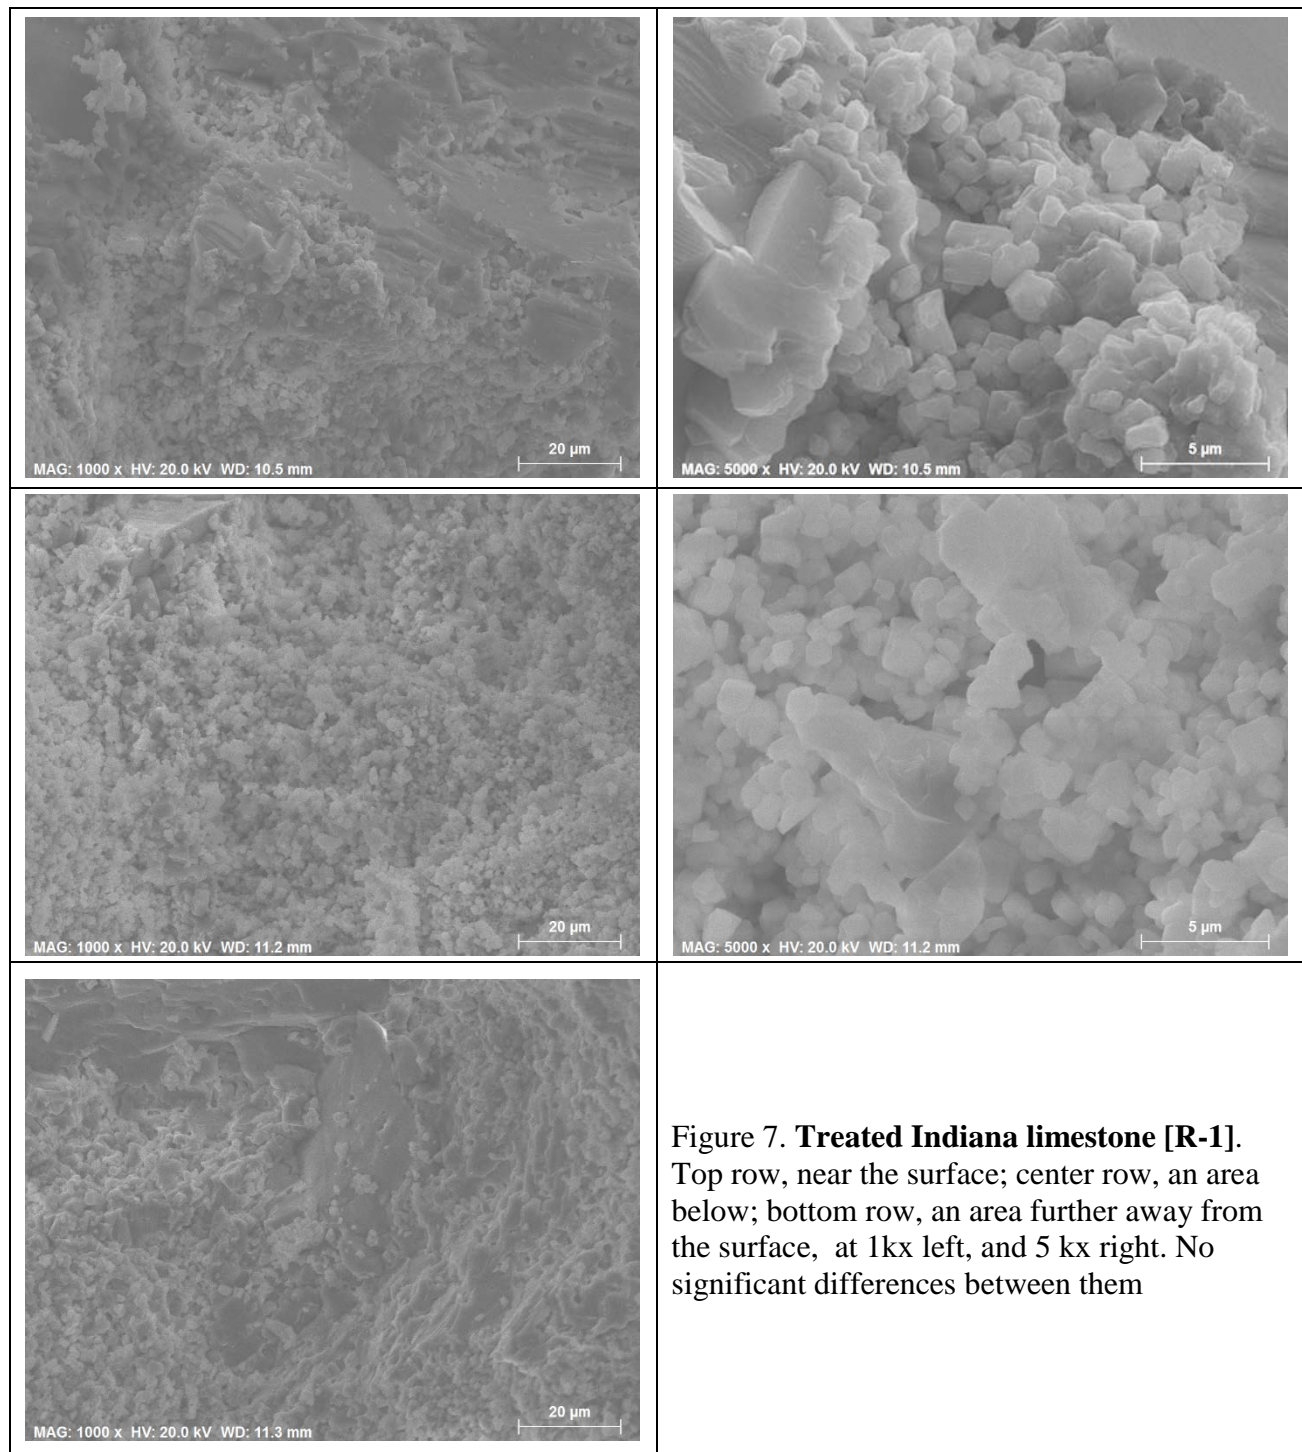 20 µm
MAG: 1000 x HV: 20.0 kV WD: 10.5 mm
5 µm
MAG: 5000 x HV: 20.0 kV WD: 10.5 mm
20 µm
MAG: 1000 x HV: 20.0 kV WD: 11.2 mm
5 µm
MAG: 5000 x HV: 20.0 kV WD: 11.2 mm
20 µm
MAG: 1000 x HV: 20.0 kV WD: 11.3 mm
Figure 7. Treated Indiana limestone [R-1].
Top row, near the surface; center row, an area
below; bottom row, an area further away from
the surface, at 1kx left, and 5 kx right. No
significant differences between them